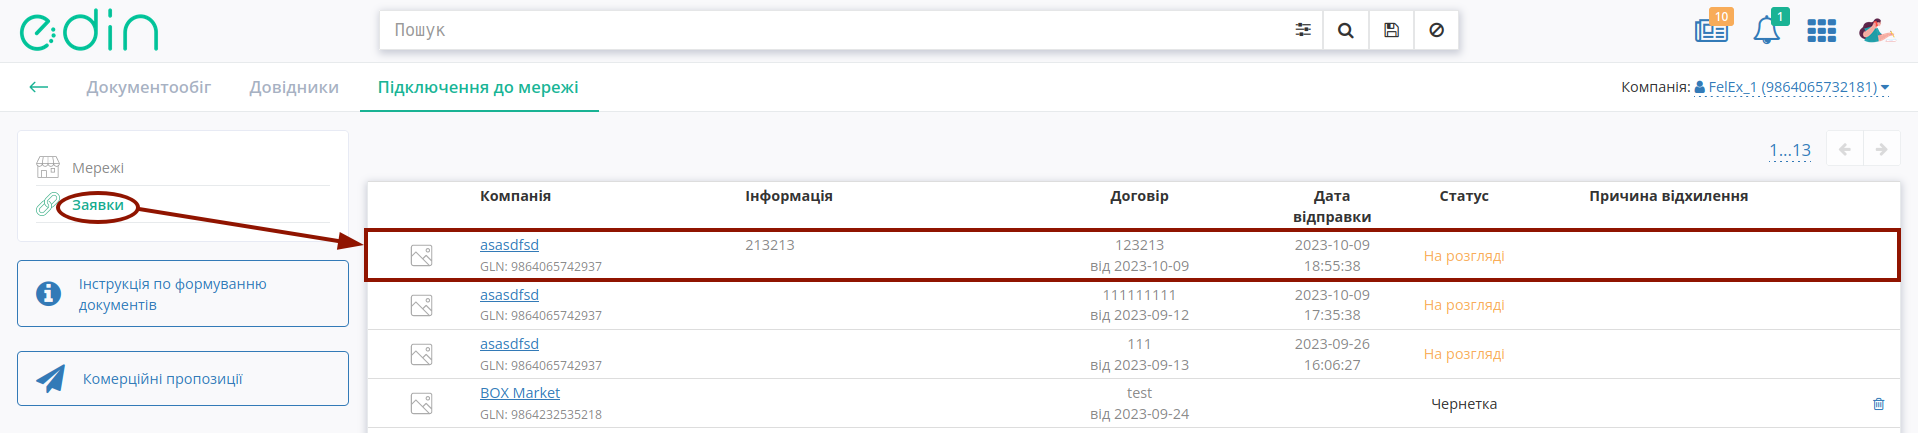 edin
Пошук
10
1
Документообіг
Довідники
Підключення до мережі
Компанія: FelEx_1 (9864065732181)
Мережі
Заявки
Інструкція по формуванню
документів
Комерційні пропозиції
1...13
Компанія Інформація Договір Дата відправки Статус Причина відхилення
asasdfsd 213213 123213 2023-10-09
GLN: 9864065742937 від 2023-10-09 18:55:38 На розгляді
asasdfsd 111111111 2023-10-09
GLN: 9864065742937 від 2023-09-12 17:35:38 На розгляді
asasdfsd 111 2023-09-26
GLN: 9864065742937 від 2023-09-13 16:06:27 На розгляді
BOX Market test
GLN: 9864232535218 від 2023-09-24 Чернетка